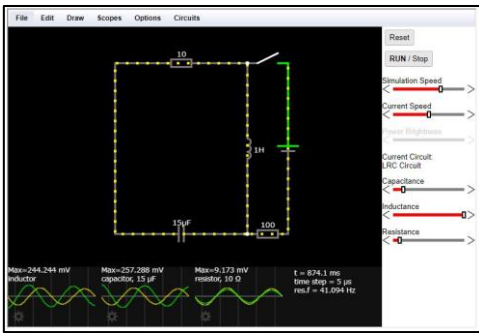 File Edit Draw Scopes Options Circuits
Reset
RUN / Stop
Simulation Speed
Current Speed
Power Brightness
Current Circuit:
LRC Circuit
Capacitance
Inductance
Resistance
10
1H
15µF
100
Max=244.244 mV
inductor
Max=257.288 mV
capacitor, 15 µF
Max=9.173 mV
resistor, 10 Ω
t = 874.1 ms
time step = 5 µs
res.f = 41.094 Hz